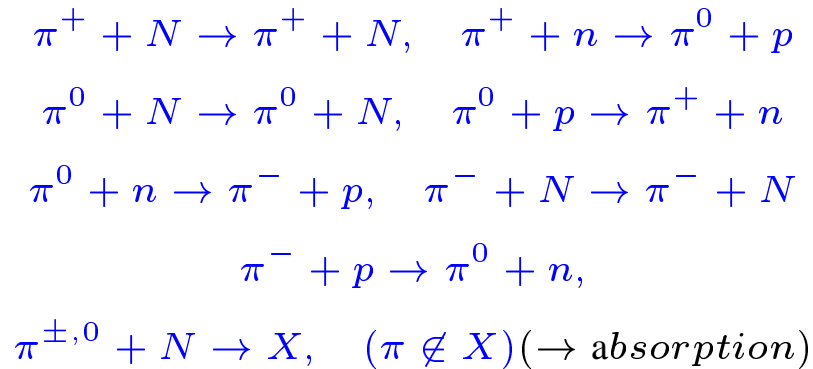 π⁺ + N → π⁺ + N, π⁺ + n → π⁰ + p
π⁰ + N → π⁰ + N, π⁰ + p → π⁺ + n
π⁰ + n → π⁻ + p, π⁻ + N → π⁻ + N
π⁻ + p → π⁰ + n,
π^{±,0} + N → X, (π ∉ X)(→ absorption)